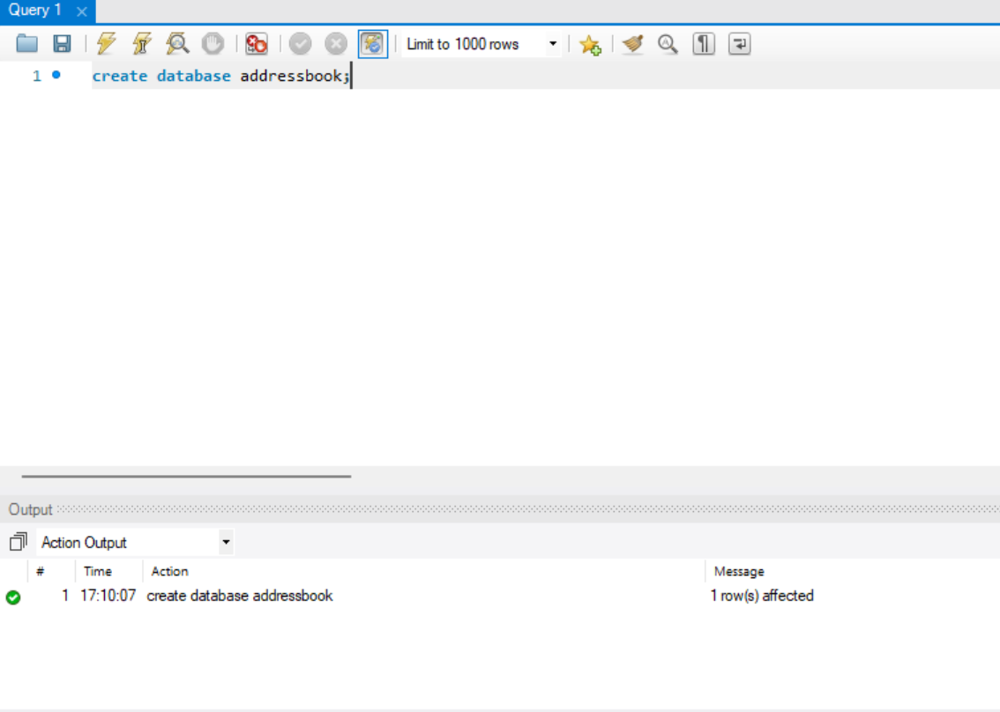 Query 1
Limit to 1000 rows
1 create database addressbook;
Output
Action Output
# Time Action Message
1 17:10:07 create database addressbook 1 row(s) affected